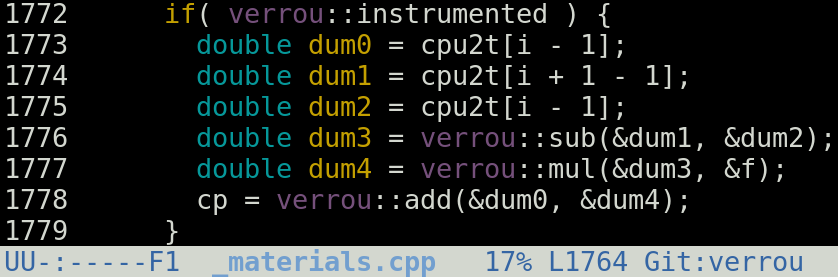 1772      if( verrou::instrumented ) {
1773        double dum0 = cpu2t[i - 1];
1774        double dum1 = cpu2t[i + 1 - 1];
1775        double dum2 = cpu2t[i - 1];
1776        double dum3 = verrou::sub(&dum1, &dum2);
1777        double dum4 = verrou::mul(&dum3, &f);
1778        cp = verrou::add(&dum0, &dum4);
1779      }
UU-:-----F1  _materials.cpp   17% L1764 Git:verrou